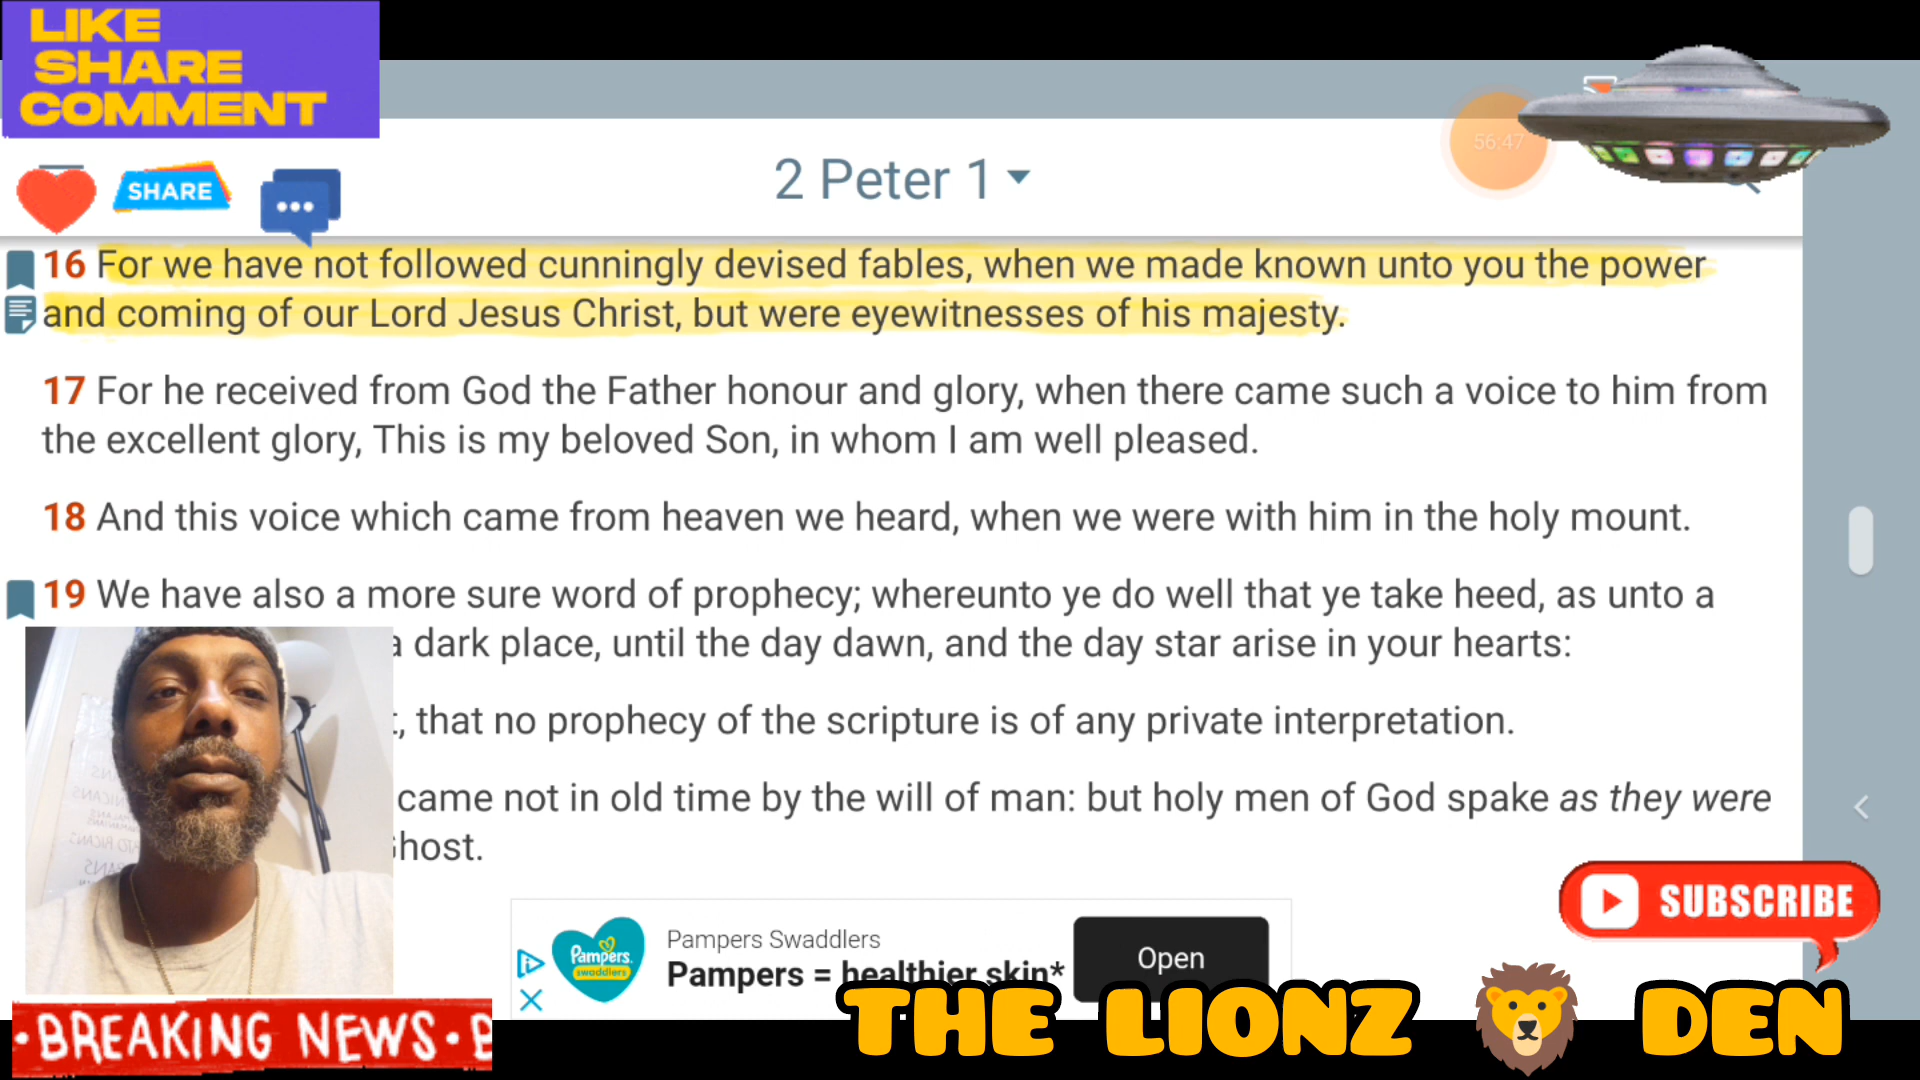 LIKE
SHARE
COMMENT
SHARE
56:47
2 Peter 1
16 For we have not followed cunningly devised fables, when we made known unto you the power
and coming of our Lord Jesus Christ, but were eyewitnesses of his majesty.
17 For he received from God the Father honour and glory, when there came such a voice to him from
the excellent glory, This is my beloved Son, in whom I am well pleased.
18 And this voice which came from heaven we heard, when we were with him in the holy mount.
19 We have also a more sure word of prophecy; whereunto ye do well that ye take heed, as unto a
a dark place, until the day dawn, and the day star arise in your hearts:
, that no prophecy of the scripture is of any private interpretation.
came not in old time by the will of man: but holy men of God spake as they were
host.
SUBSCRIBE
Pampers
swaddlers
Pampers Swaddlers
Pampers = healthier skin*
Open
THE LIONZ DEN
• BREAKING NEWS • B